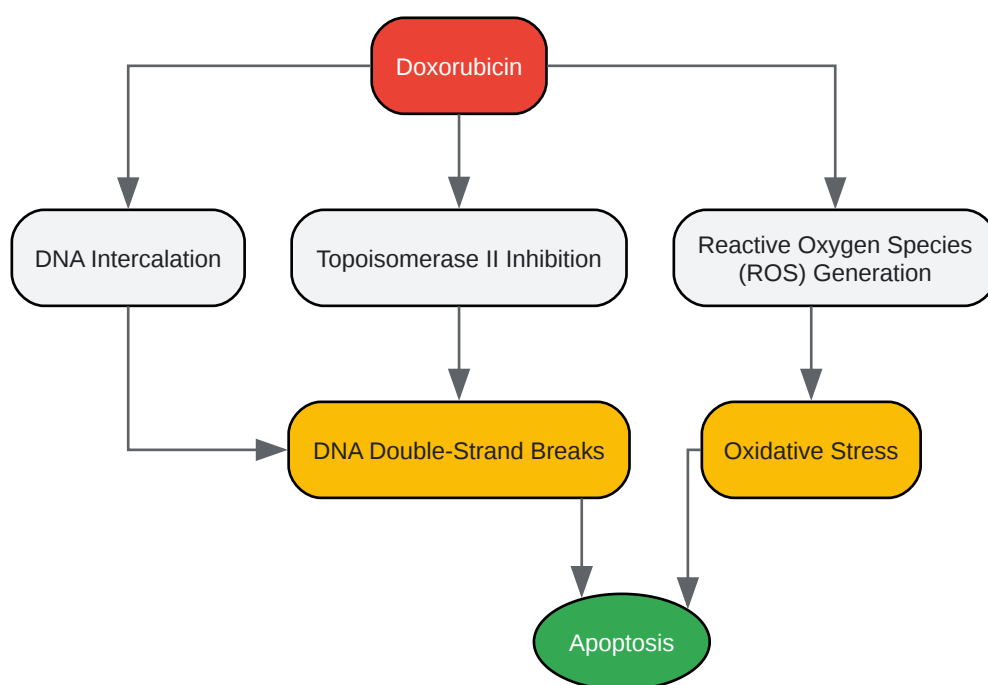 Doxorubicin
DNA Intercalation
Topoisomerase II Inhibition
Reactive Oxygen Species
(ROS) Generation
DNA Double-Strand Breaks
Oxidative Stress
Apoptosis